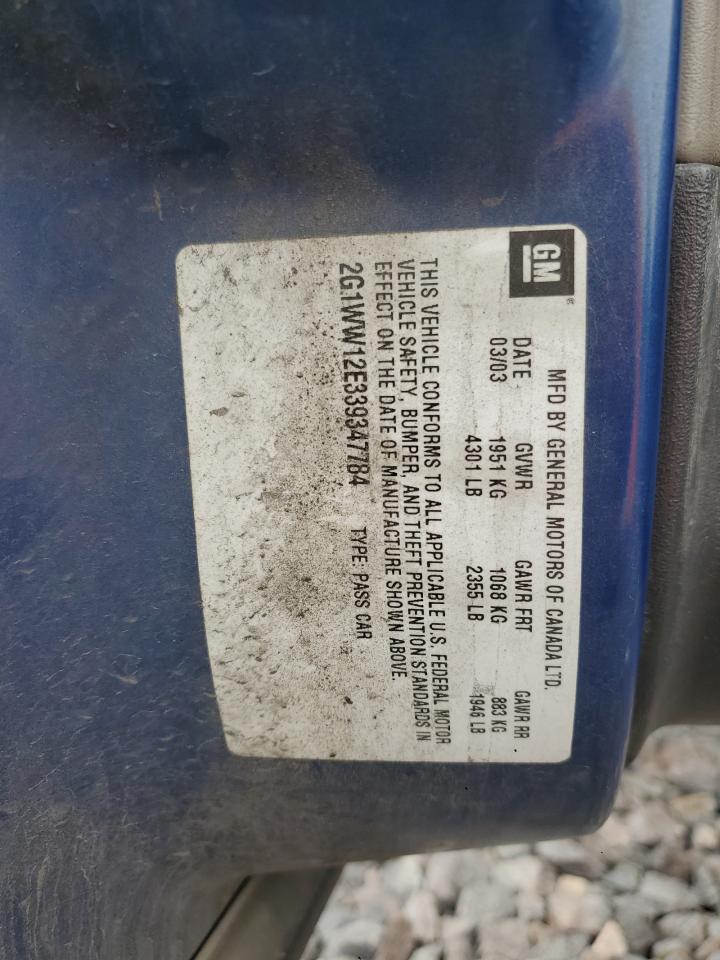 GM®
MFD BY GENERAL MOTORS OF CANADA LTD.
DATE GVWR GAWR FRT GAWR RR
03/03 1951 KG 1068 KG 883 KG
4301 LB 2355 LB 1946 LB
THIS VEHICLE CONFORMS TO ALL APPLICABLE U.S. FEDERAL MOTOR
VEHICLE SAFETY, BUMPER, AND THEFT PREVENTION STANDARDS IN
EFFECT ON THE DATE OF MANUFACTURE SHOWN ABOVE.
2G1WW12E339347784 TYPE: PASS CAR